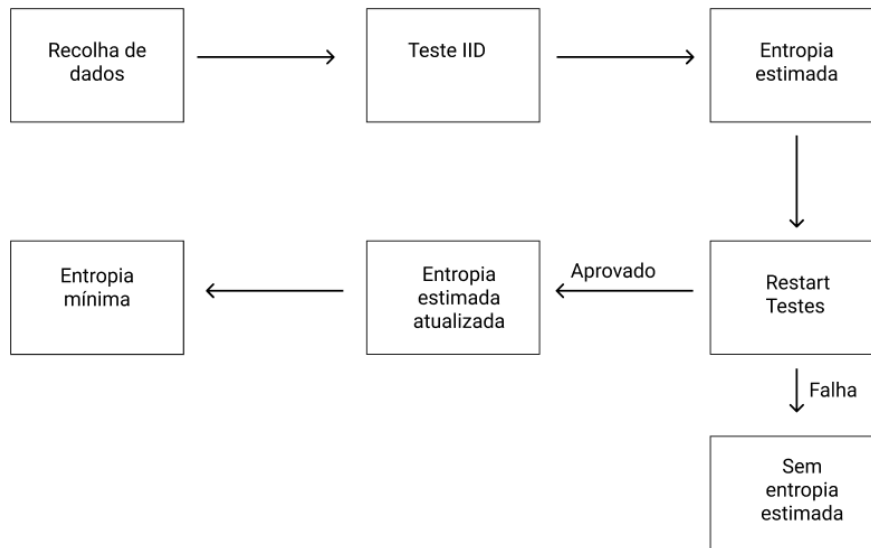 Recolha de
dados
Teste IID
Entropia
estimada
Entropia
mínima
Entropia
estimada
atualizada
Aprovado
Restart
Testes
Falha
Sem
entropia
estimada